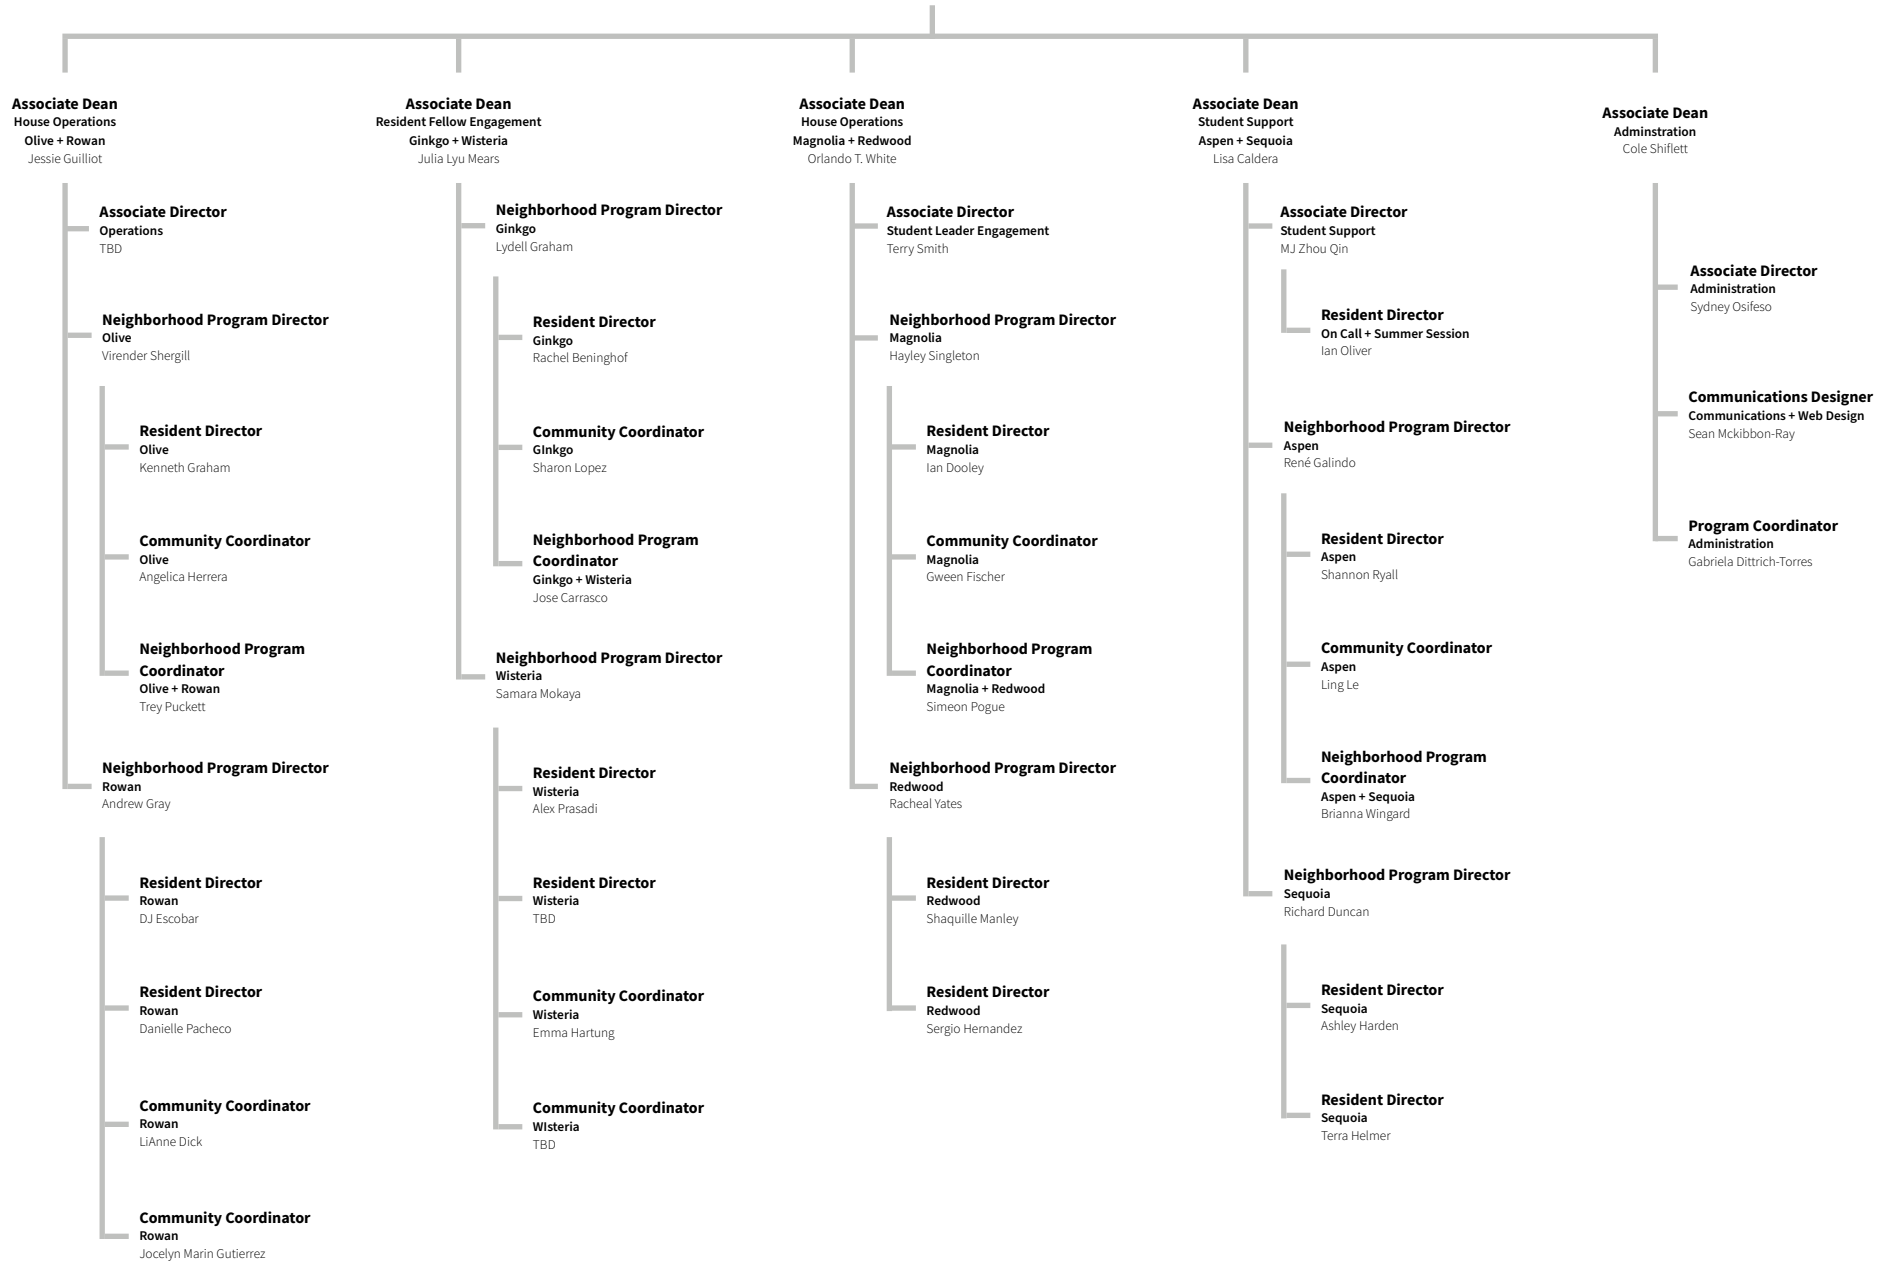 Associate Dean
House Operations
Olive + Rowan
Jessie Guilliot
Associate Director
Operations
TBD
Neighborhood Program Director
Olive
Virender Shergill
Resident Director
Olive
Kenneth Graham
Community Coordinator
Olive
Angelica Herrera
Neighborhood Program
Coordinator
Olive + Rowan
Trey Puckett
Neighborhood Program Director
Rowan
Andrew Gray
Resident Director
Rowan
DJ Escobar
Resident Director
Rowan
Danielle Pacheco
Community Coordinator
Rowan
LiAnne Dick
Community Coordinator
Rowan
Jocelyn Marin Gutierrez
Associate Dean
Resident Fellow Engagement
Ginkgo + Wisteria
Julia Lyu Mears
Neighborhood Program Director
Ginkgo
Lydell Graham
Resident Director
Ginkgo
Rachel Beninghof
Community Coordinator
GInkgo
Sharon Lopez
Neighborhood Program
Coordinator
Ginkgo + Wisteria
Jose Carrasco
Neighborhood Program Director
Wisteria
Samara Mokaya
Resident Director
Wisteria
Alex Prasadi
Resident Director
Wisteria
TBD
Community Coordinator
Wisteria
Emma Hartung
Community Coordinator
WIsteria
TBD
Associate Dean
House Operations
Magnolia + Redwood
Orlando T. White
Associate Director
Student Leader Engagement
Terry Smith
Neighborhood Program Director
Magnolia
Hayley Singleton
Resident Director
Magnolia
Ian Dooley
Community Coordinator
Magnolia
Gween Fischer
Neighborhood Program
Coordinator
Magnolia + Redwood
Simeon Pogue
Neighborhood Program Director
Redwood
Racheal Yates
Resident Director
Redwood
Shaquille Manley
Resident Director
Redwood
Sergio Hernandez
Associate Dean
Student Support
Aspen + Sequoia
Lisa Caldera
Associate Director
Student Support
MJ Zhou Qin
Resident Director
On Call + Summer Session
Ian Oliver
Neighborhood Program Director
Aspen
René Galindo
Resident Director
Aspen
Shannon Ryall
Community Coordinator
Aspen
Ling Le
Neighborhood Program
Coordinator
Aspen + Sequoia
Brianna Wingard
Neighborhood Program Director
Sequoia
Richard Duncan
Resident Director
Sequoia
Ashley Harden
Resident Director
Sequoia
Terra Helmer
Associate Dean
Adminstration
Cole Shiflett
Associate Director
Administration
Sydney Osifeso
Communications Designer
Communications + Web Design
Sean Mckibbon-Ray
Program Coordinator
Administration
Gabriela Dittrich-Torres